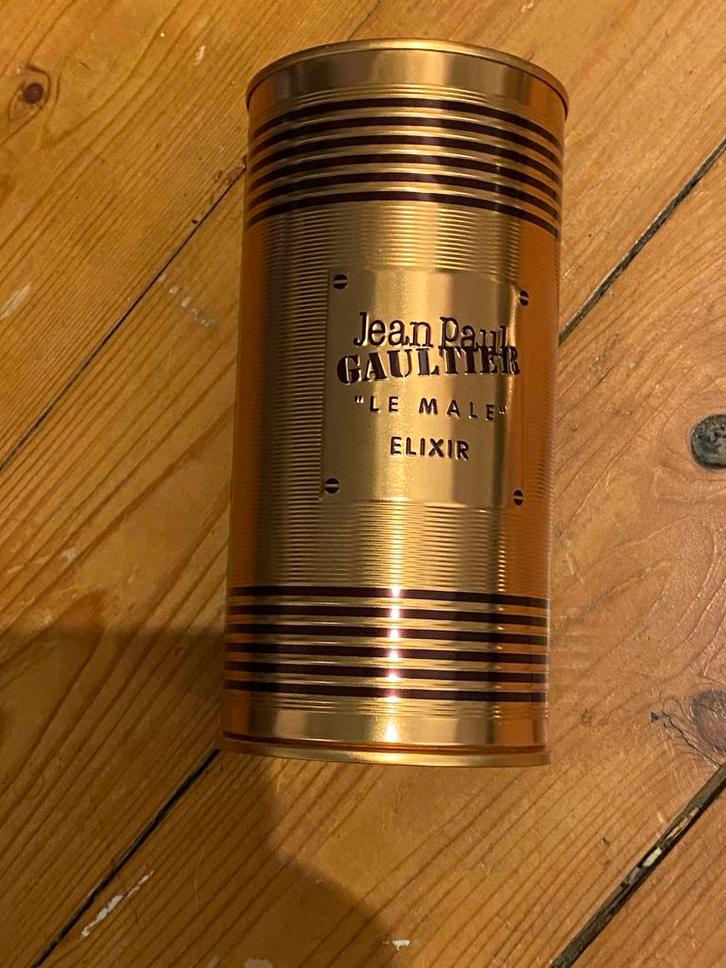 Jean Paul
GAULTIER
"LE MALE"
ELIXIR